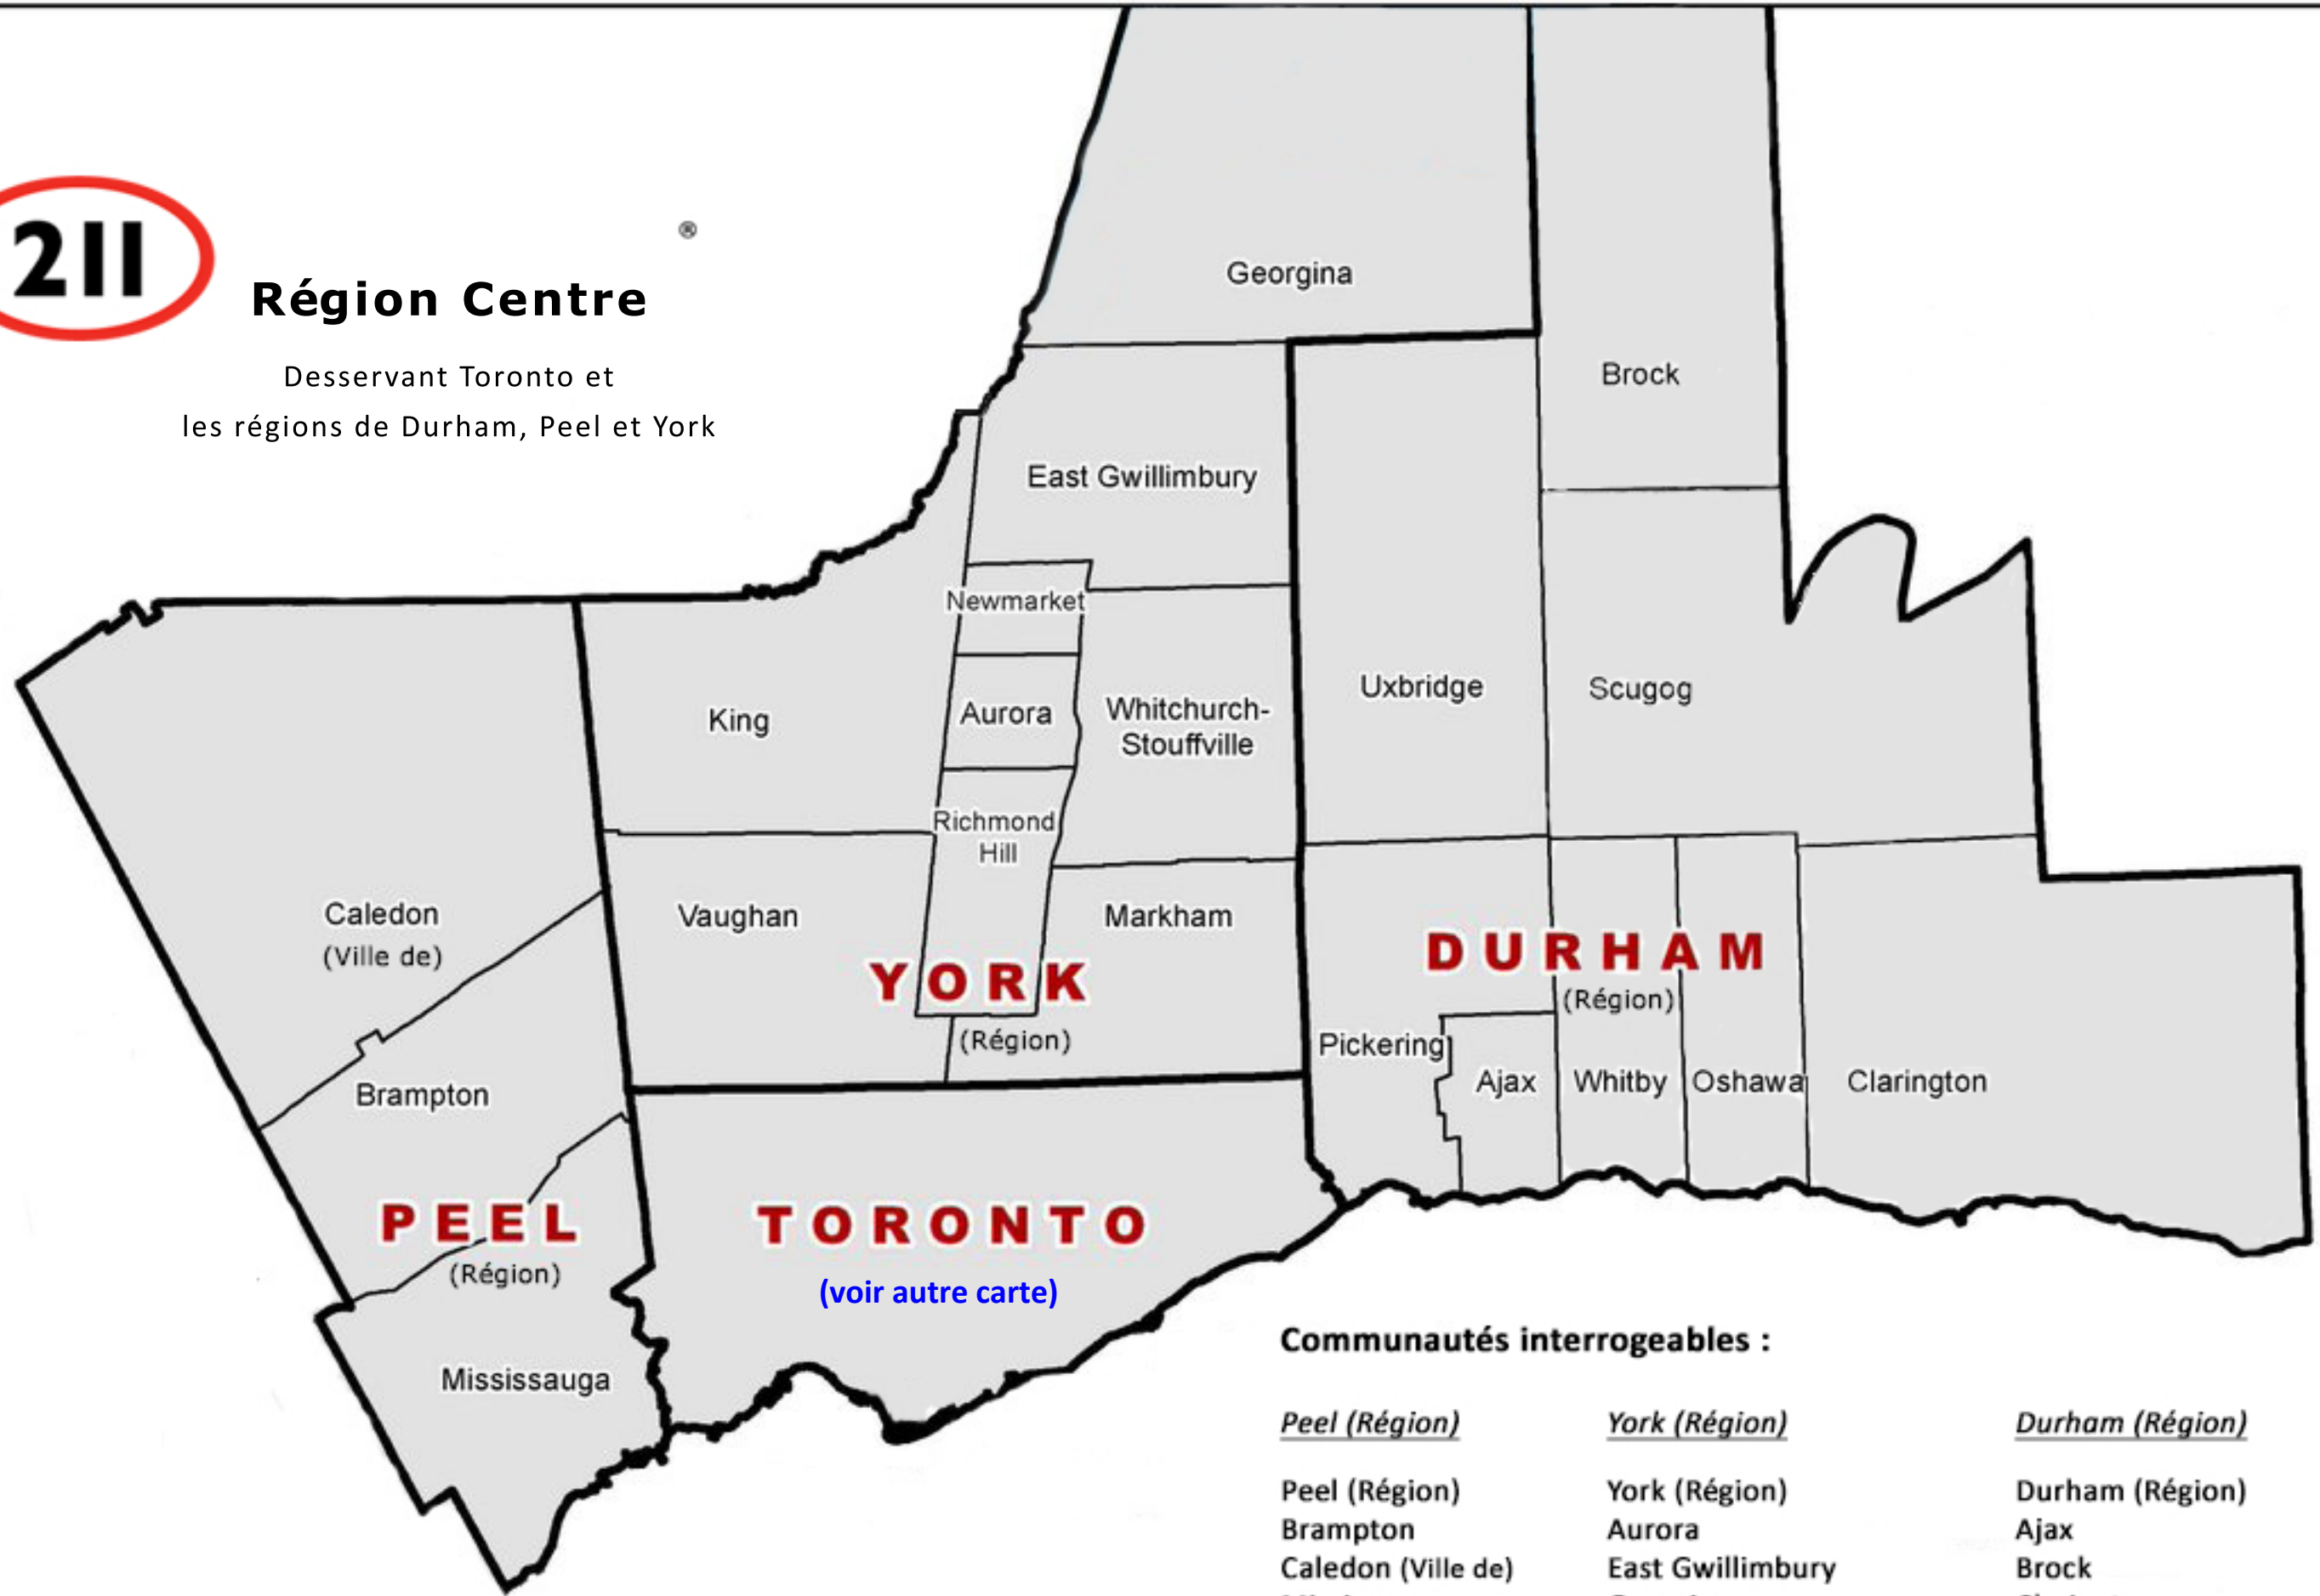 211
®
Région Centre
Desservant Toronto et
les régions de Durham, Peel et York
Georgina
Brock
East Gwillimbury
Newmarket
Uxbridge
Scugog
King
Aurora
Whitchurch-
Stouffville
Richmond
Hill
Caledon
(Ville de)
Vaughan
Markham
YORK
(Région)
DURHAM
(Région)
Pickering
Ajax
Whitby
Oshawa
Clarington
Brampton
PEEL
(Région)
TORONTO
(voir autre carte)
Mississauga
Communautés interrogeables :
Peel (Région)
Peel (Région)
Brampton
Caledon (Ville de)
York (Région)
York (Région)
Aurora
East Gwillimbury
Durham (Région)
Durham (Région)
Ajax
Brock